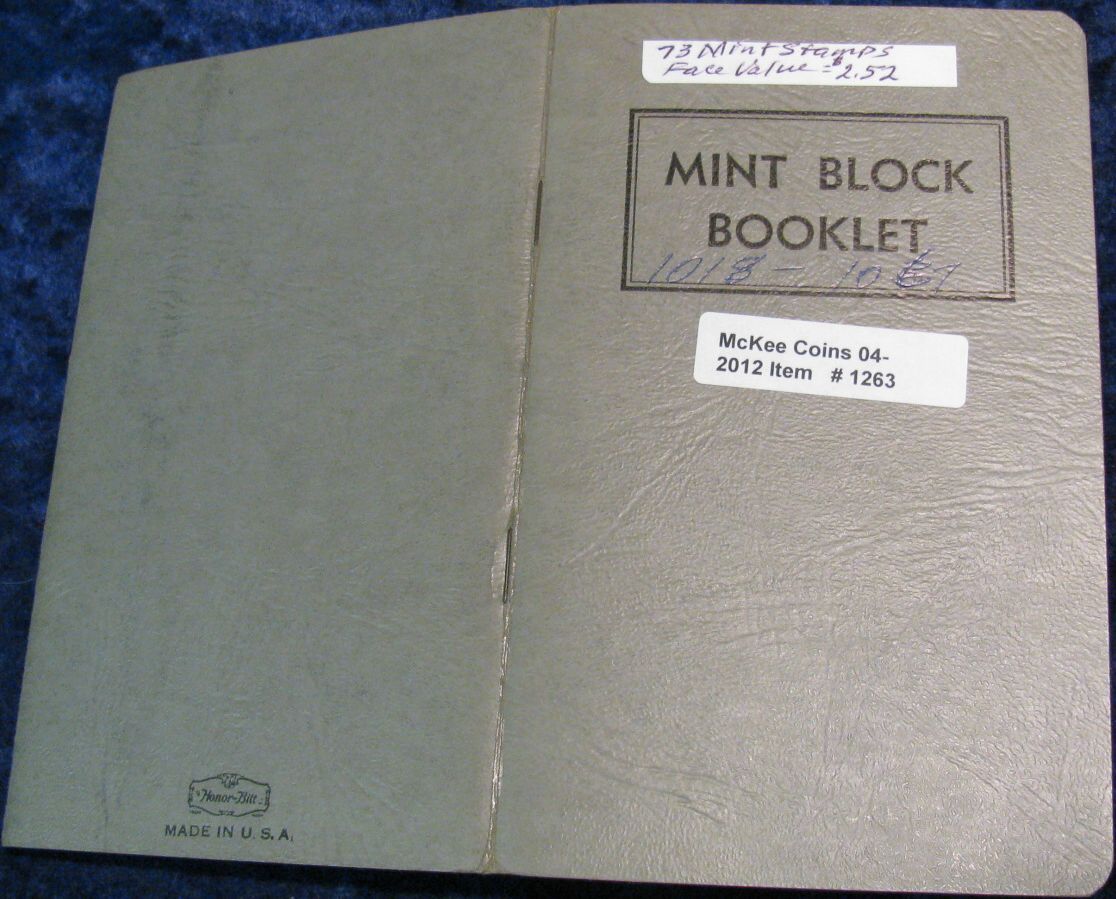 73 Mint Stamps
Face Value = $2.52
MINT BLOCK
BOOKLET
1018 - 1067
McKee Coins 04-
2012 Item # 1263
Honor-Bilt
MADE IN U.S.A.